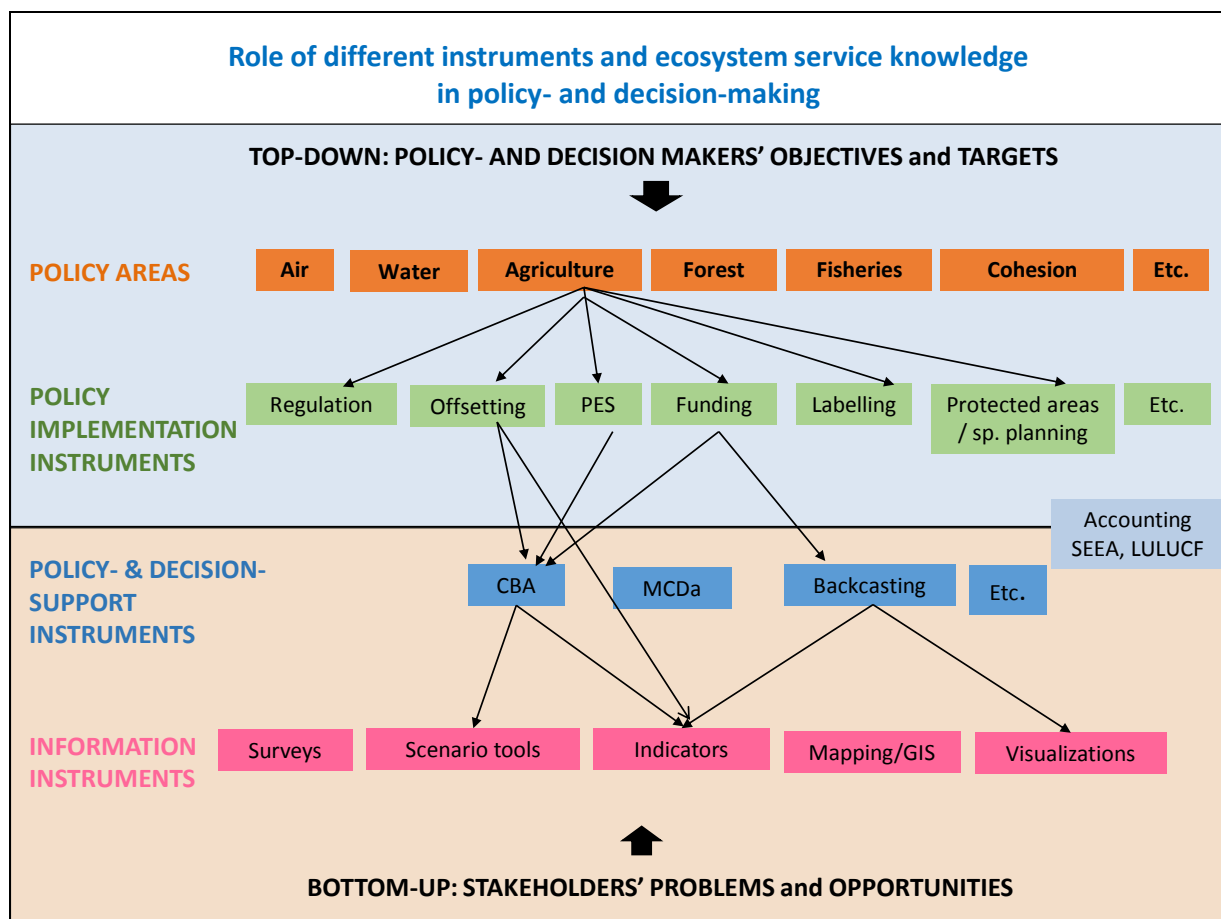 Role of different instruments and ecosystem service knowledge
in policy- and decision-making
TOP-DOWN: POLICY- AND DECISION MAKERS’ OBJECTIVES and TARGETS
POLICY AREAS
Air
Water
Agriculture
Forest
Fisheries
Cohesion
Etc.
POLICY
IMPLEMENTATION
INSTRUMENTS
Regulation
Offsetting
PES
Funding
Labelling
Protected areas
/ sp. planning
Etc.
Accounting
SEEA, LULUCF
POLICY- & DECISION-
SUPPORT
INSTRUMENTS
CBA
MCDa
Backcasting
Etc.
INFORMATION
INSTRUMENTS
Surveys
Scenario tools
Indicators
Mapping/GIS
Visualizations
BOTTOM-UP: STAKEHOLDERS’ PROBLEMS and OPPORTUNITIES